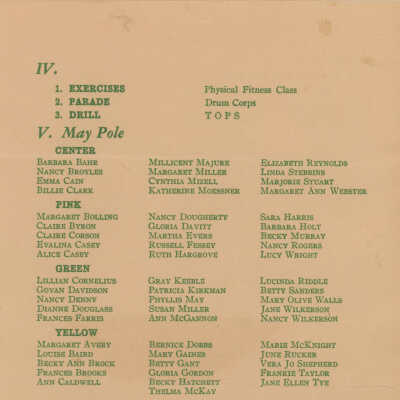 IV.
1. EXERCISES Physical Fitness Class
2. PARADE Drum Corps
3. DRILL T O P S
V. May Pole
CENTER
BARBARA BAHR MILLICENT MAJURE ELIZABETH REYNOLDS
NANCY BROYLES MARGARET MILLER LINDA STEBBINS
EMMA CAIN CYNTHIA MIZELL MARJORIE STUART
BILLIE CLARK KATHERINE MOESSNER MARGARET ANN WEBSTER
PINK
MARGARET BOLLING NANCY DOUGHERTY SARA HARRIS
CLAIRE BYRON GLORIA DAVITT BARBARA HOLT
CLAIRE CORSON MARTHA EVERS BECKY MURRAY
EVALINA CASEY RUSSELL FESSEY NANCY ROGERS
ALICE CASEY RUTH HARGROVE LUCY WRIGHT
GREEN
LILLIAN CORNELIUS GRAY KEEBLE LUCINDA RIDDLE
GOVAN DAVIDSON PATRICIA KIRKMAN BETTY SANDERS
NANCY DENNY PHYLLIS MAY MARY OLIVE WALLS
DIANNE DOUGLASS SUSAN MILLER JANE WILKERSON
FRANCES FARRIS ANN MCGANNON NANCY WILKERSON
YELLOW
MARGARET AVERY BERNICE DOBBS MARIE MCKNIGHT
LOUISE BAIRD MARY GAINES JUNE RUCKER
BECKY ANN BROCK BETTY GANT VERA JO SHEPHERD
FRANCES BROOKS GLORIA GORDON FRANKIE TAYLOR
ANN CALDWELL BECKY HATCHETT JANE ELLEN TYE
THELMA MCKAY